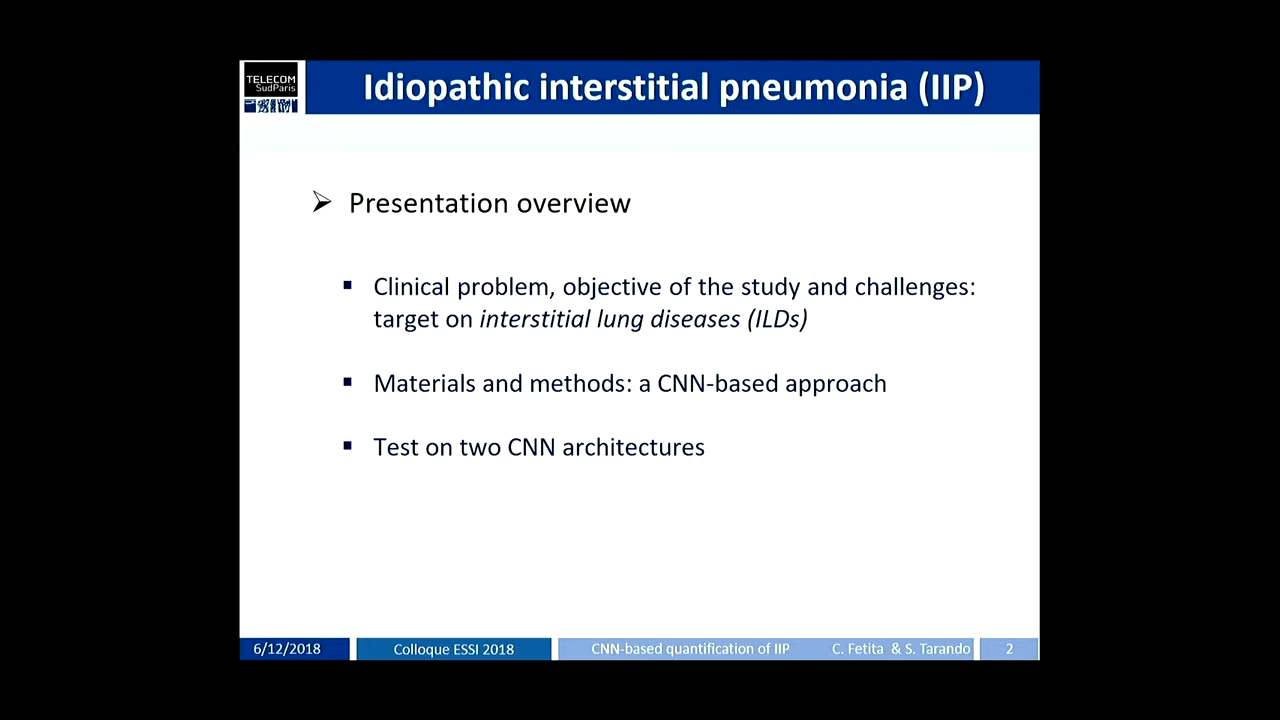 TELECOM
SudParis
Idiopathic interstitial pneumonia (IIP)
➢ Presentation overview
▪ Clinical problem, objective of the study and challenges:
target on interstitial lung diseases (ILDs)
▪ Materials and methods: a CNN-based approach
▪ Test on two CNN architectures
6/12/2018 Colloque ESSI 2018 CNN-based quantification of IIP C. Fetita & S. Tarando 2